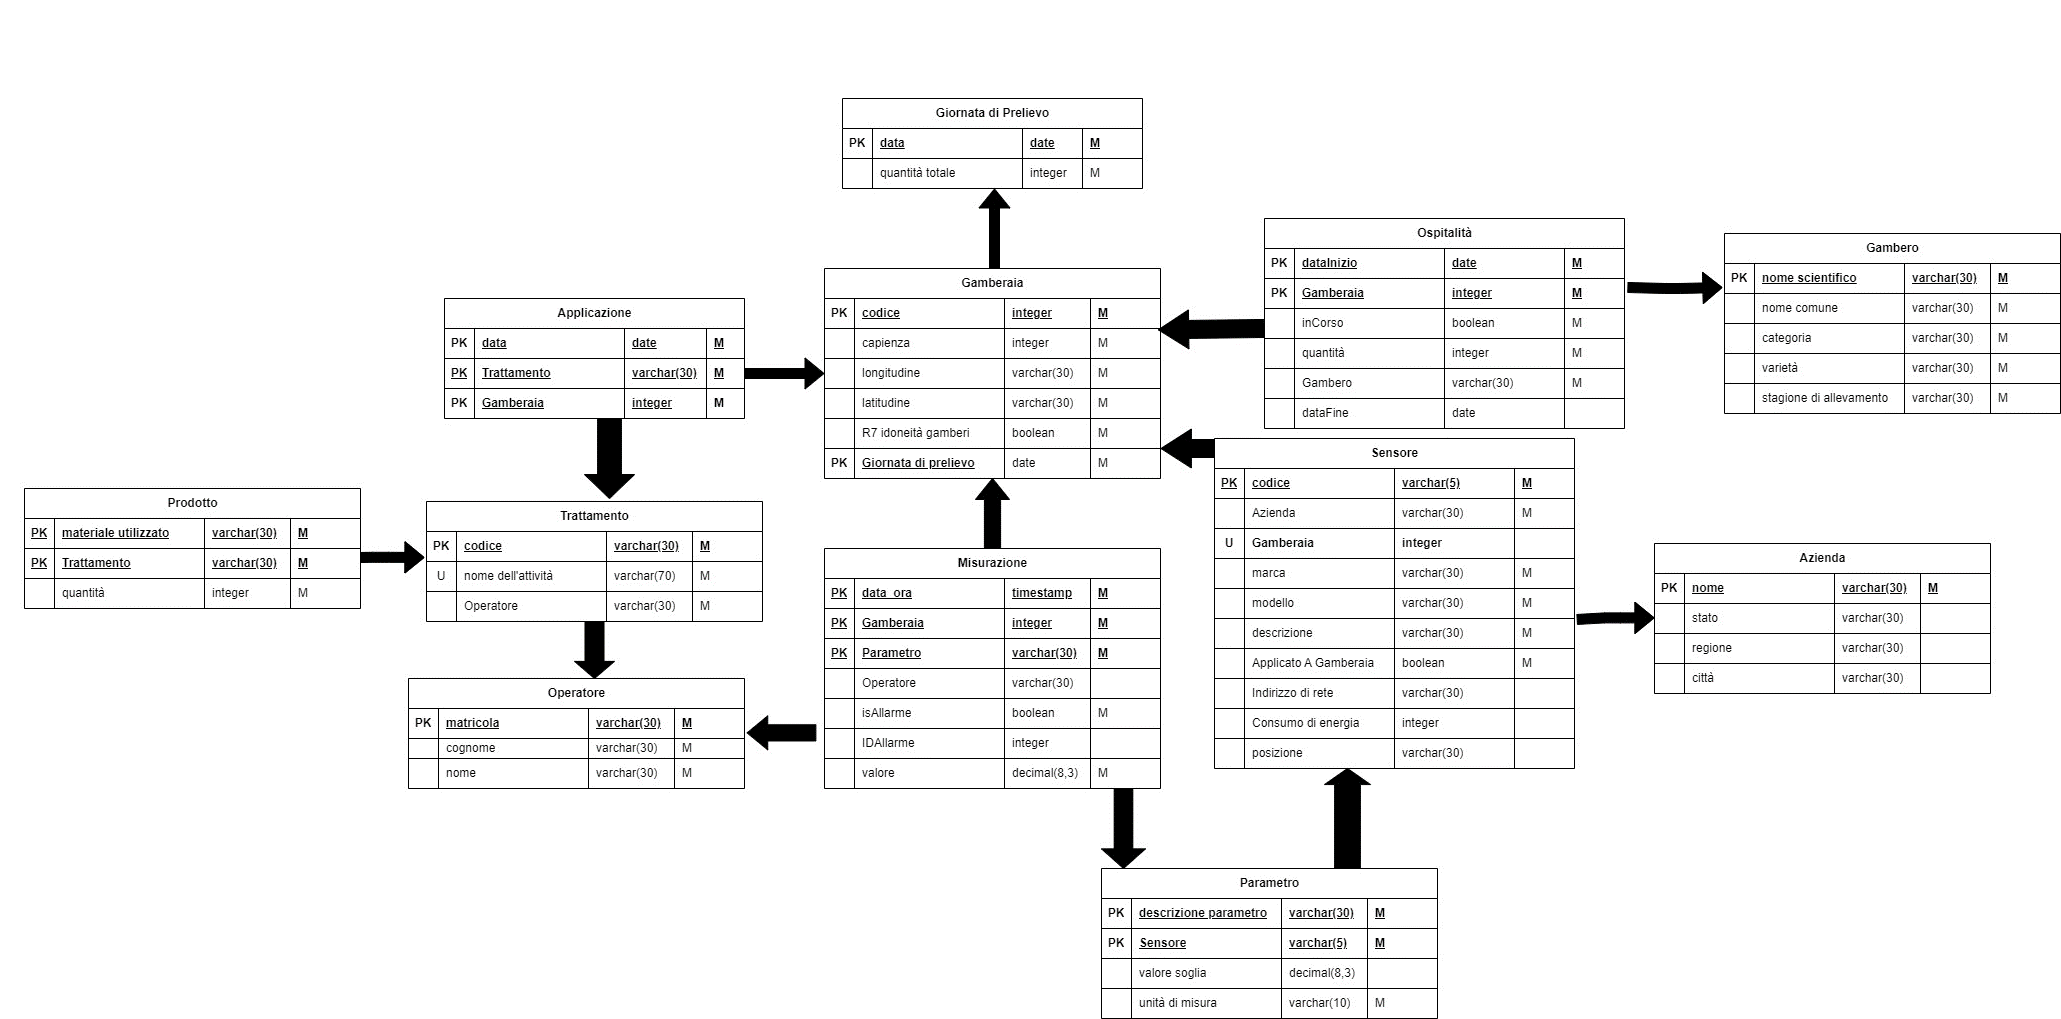 Giornata di Prelievo
PK data date M
quantità totale integer M
Ospitalità
PK dataInizio date M
PK Gamberaia integer M
inCorso boolean M
quantità integer M
Gambero varchar(30) M
dataFine date
Gambero
PK nome scientifico varchar(30) M
nome comune varchar(30) M
categoria varchar(30) M
varietà varchar(30) M
stagione di allevamento varchar(30) M
Gamberaia
PK codice integer M
capienza integer M
longitudine varchar(30) M
latitudine varchar(30) M
R7 idoneità gamberi boolean M
PK Giornata di prelievo date M
Applicazione
PK data date M
PK Trattamento varchar(30) M
PK Gamberaia integer M
Sensore
PK codice varchar(5) M
Azienda varchar(30) M
U Gamberaia integer
marca varchar(30) M
modello varchar(30) M
descrizione varchar(30) M
Applicato A Gamberaia boolean M
Indirizzo di rete varchar(30)
Consumo di energia integer
posizione varchar(30)
Prodotto
PK materiale utilizzato varchar(30) M
PK Trattamento varchar(30) M
quantità integer M
Trattamento
PK codice varchar(30) M
U nome dell'attività varchar(70) M
Operatore varchar(30) M
Misurazione
PK data_ora timestamp M
PK Gamberaia integer M
PK Parametro varchar(30) M
Operatore varchar(30)
isAllarme boolean M
IDAllarme integer
valore decimal(8,3) M
Azienda
PK nome varchar(30) M
stato varchar(30)
regione varchar(30)
città varchar(30)
Operatore
PK matricola varchar(30) M
cognome varchar(30) M
nome varchar(30) M
Parametro
PK descrizione parametro varchar(30) M
PK Sensore varchar(5) M
valore soglia decimal(8,3)
unità di misura varchar(10) M